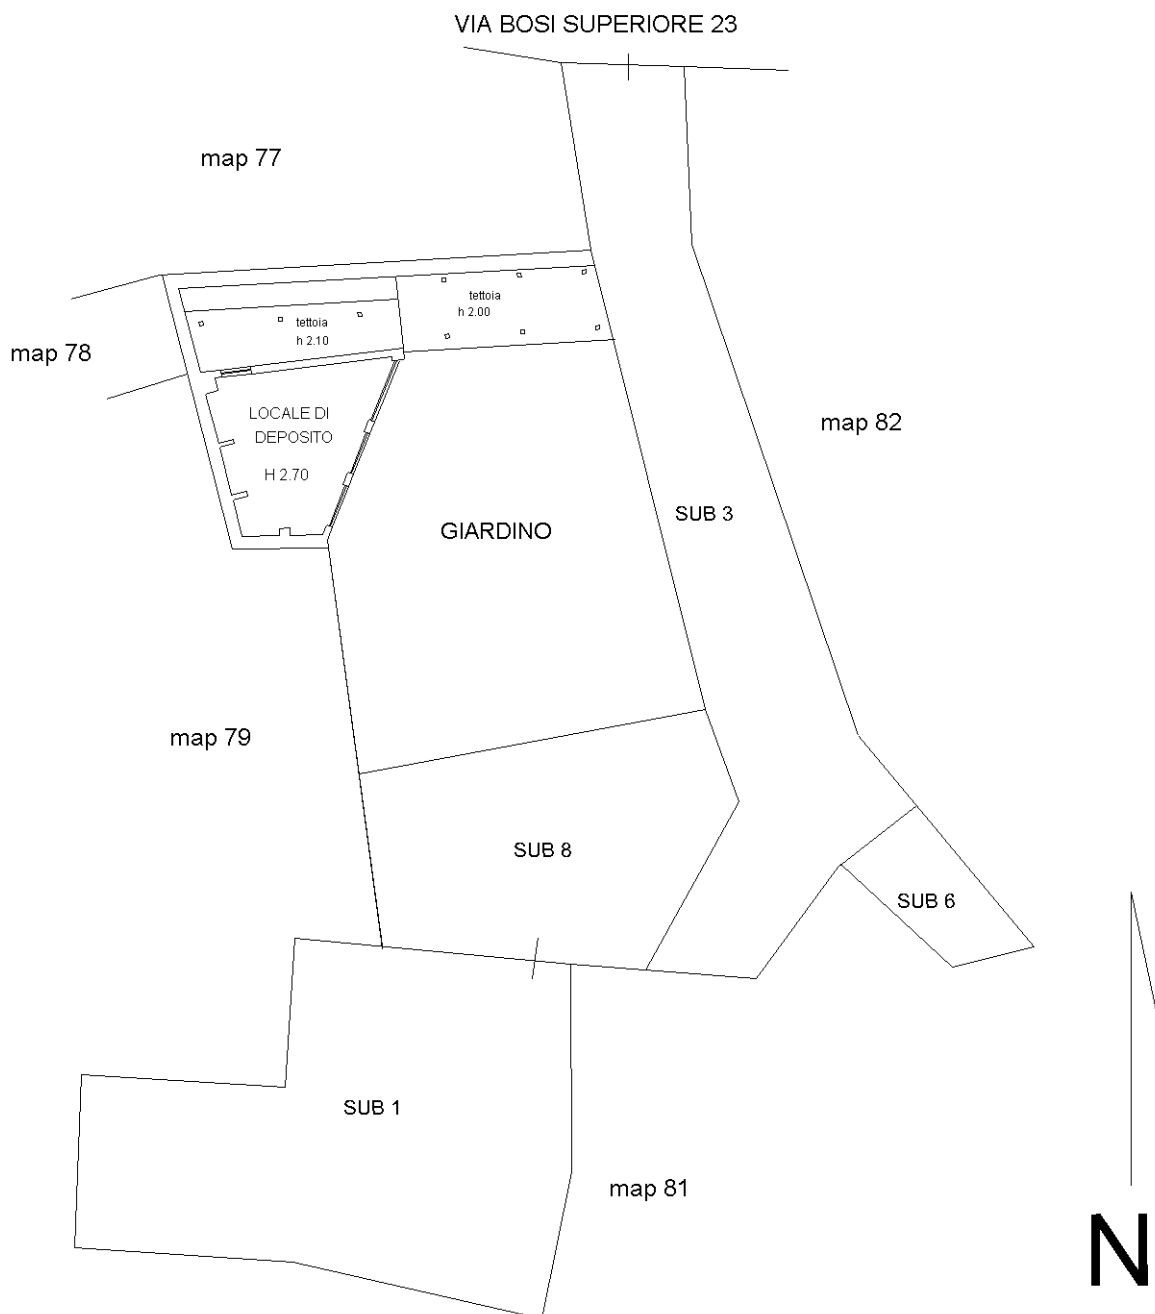 VIA BOSI SUPERIORE 23
map 77
tettoia
h 2.00
tettoia
h 2.10
map 78
LOCALE DI
DEPOSITO
H 2.70
map 82
SUB 3
GIARDINO
map 79
SUB 8
SUB 6
SUB 1
map 81
N